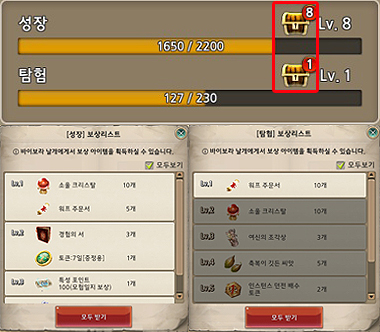 성장
8
Lv. 8
1650 / 2200
탐험
1
Lv. 1
127 / 230
[성장] 보상리스트
ⓘ 바이보라 날개에서 보상 아이템을 획득하실 수 있습니다.
모두보기
Lv.1 소울 크리스탈 10개
워프 주문서 5개
Lv.2 경험의 서 3개
토큰:7일[증정용] 1개
Lv.3 특성 포인트
100(모험일지 보상) 1개
모두 받기
[탐험] 보상리스트
ⓘ 바이보라 날개에서 보상 아이템을 획득하실 수 있습니다.
모두보기
Lv.1 워프 주문서 10개
Lv.2 소울 크리스탈 10개
Lv.3 여신의 조각상 3개
Lv.4 축복이 깃든 씨앗 5개
Lv.5 인스턴스 던전 배수
토큰 2개
모두 받기